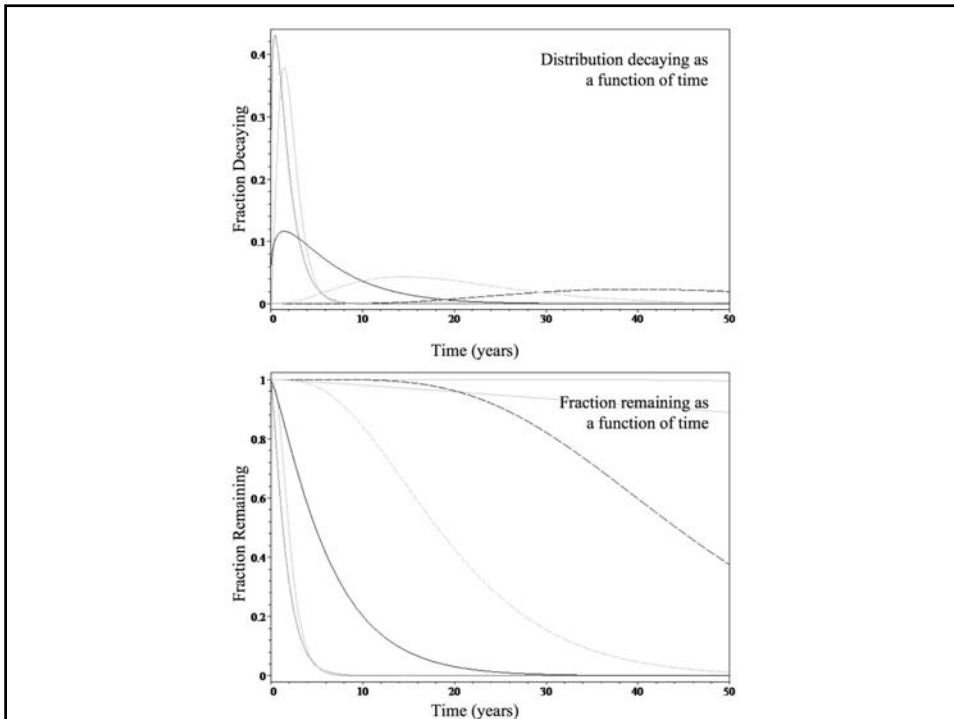 Distribution decaying as
a function of time
Fraction Decaying
0.4
0.3
0.2
0.1
0
0 10 20 30 40 50
Time (years)
Fraction remaining as
a function of time
Fraction Remaining
1
0.8
0.6
0.4
0.2
0
0 10 20 30 40 50
Time (years)